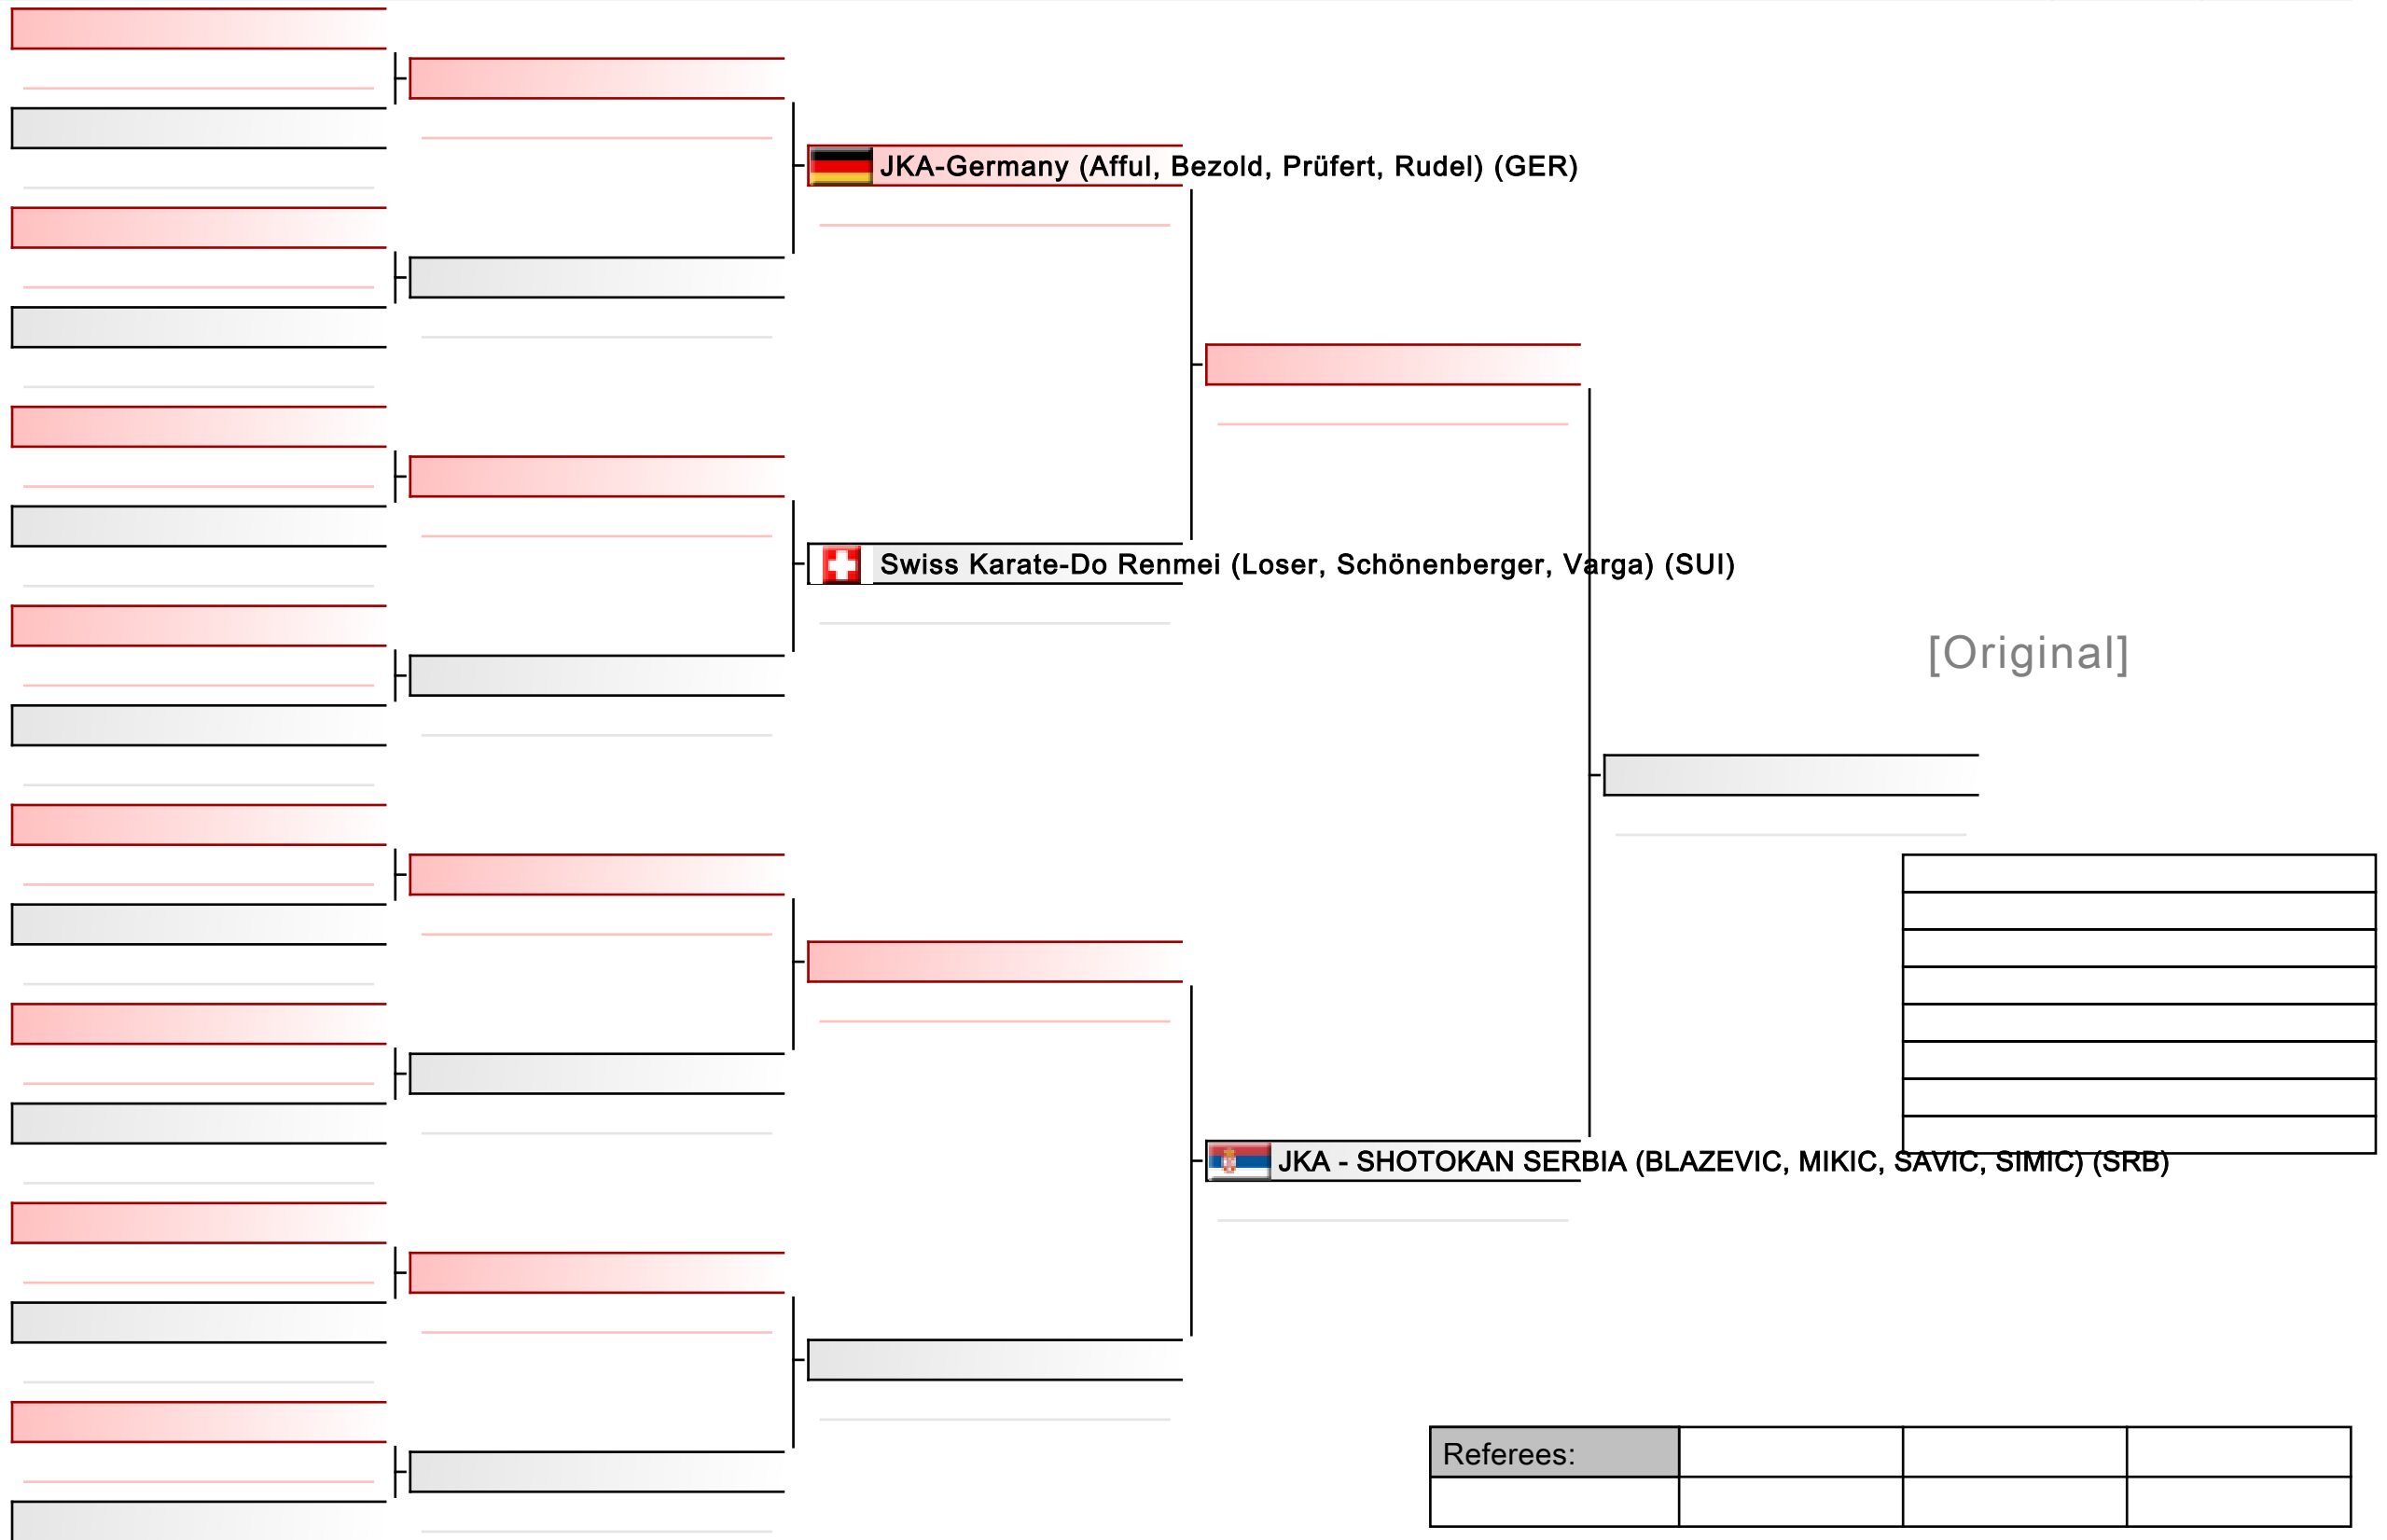 JKA-Germany (Afful, Bezold, Prüfert, Rudel) (GER)
Swiss Karate-Do Renmei (Loser, Schönenberger, Varga) (SUI)
[Original]
JKA - SHOTOKAN SERBIA (BLAZEVIC, MIKIC, SAVIC, SIMIC) (SRB)
Referees: